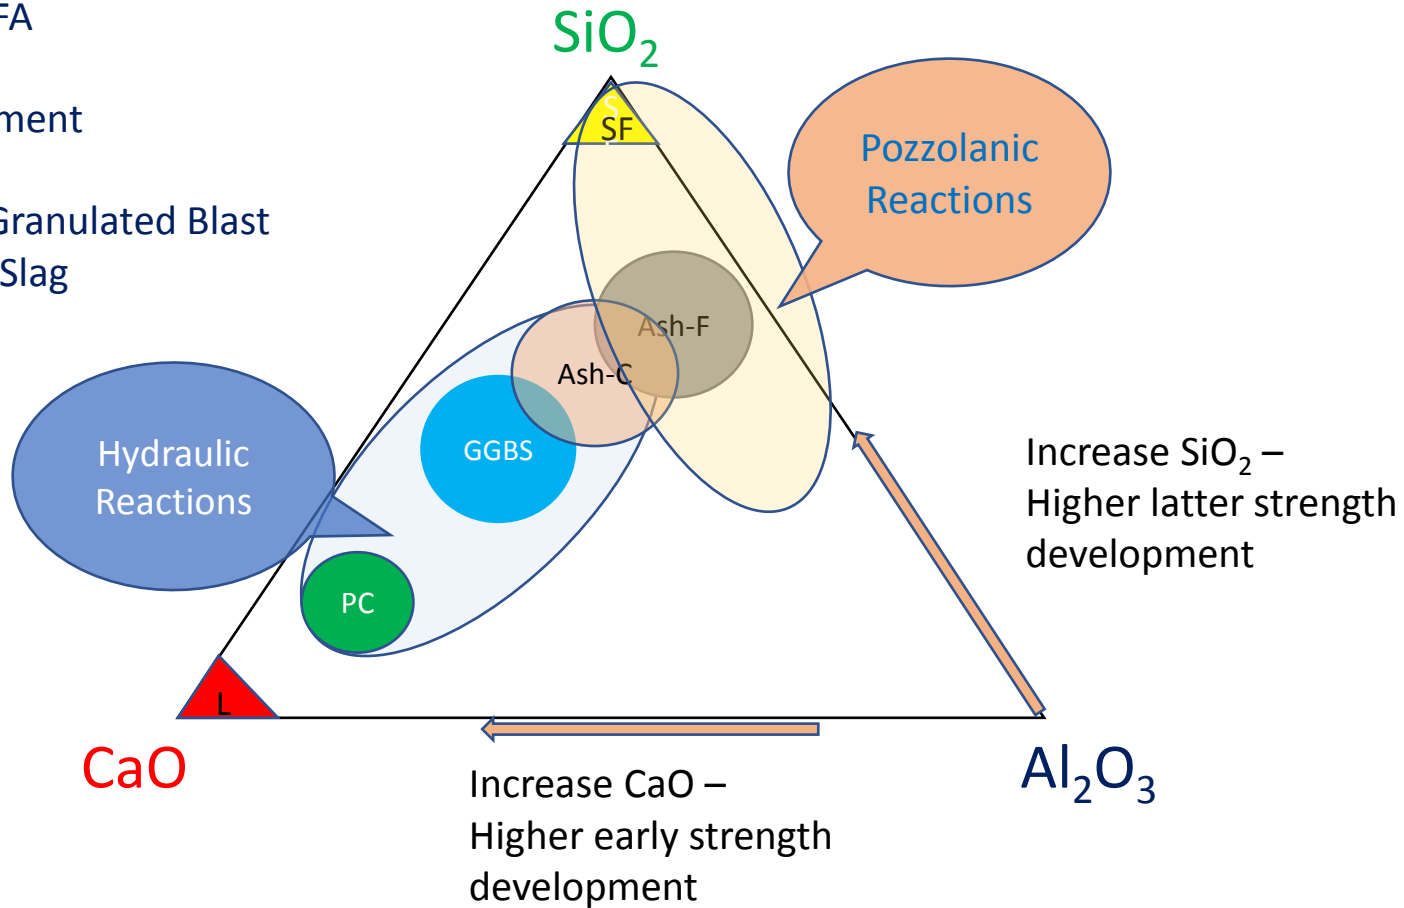 FA
ment
Granulated Blast
Slag
SiO₂
S
SF
Pozzolanic
Reactions
Ash-F
Ash-C
GGBS
Hydraulic
Reactions
PC
L
CaO
Al₂O₃
Increase SiO₂ –
Higher latter strength
development
Increase CaO –
Higher early strength
development